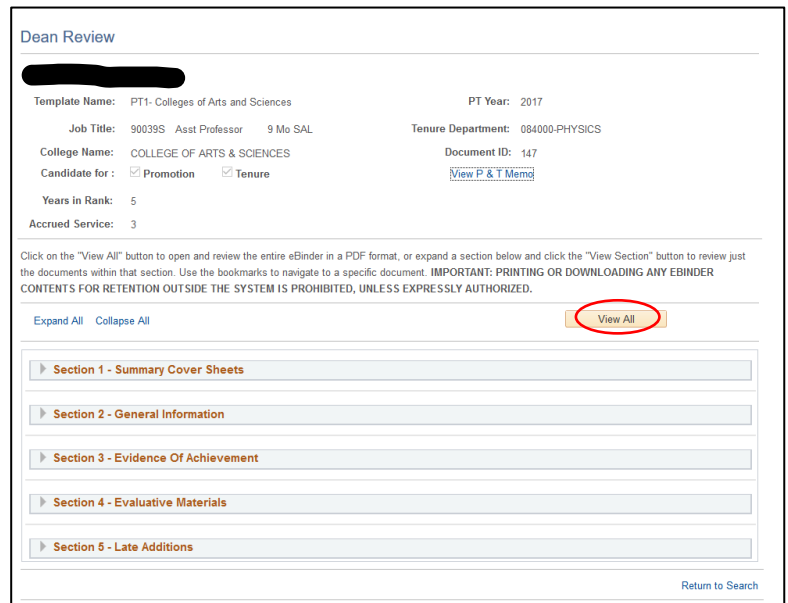 Dean Review
Template Name: PT1- Colleges of Arts and Sciences PT Year: 2017
Job Title: 90039S Asst Professor 9 Mo SAL Tenure Department: 084000-PHYSICS
College Name: COLLEGE OF ARTS & SCIENCES Document ID: 147
Candidate for : Promotion Tenure View P & T Memo
Years in Rank: 5
Accrued Service: 3
Click on the "View All" button to open and review the entire eBinder in a PDF format, or expand a section below and click the "View Section" button to review just
the documents within that section. Use the bookmarks to navigate to a specific document. IMPORTANT: PRINTING OR DOWNLOADING ANY EBINDER
CONTENTS FOR RETENTION OUTSIDE THE SYSTEM IS PROHIBITED, UNLESS EXPRESSLY AUTHORIZED.
Expand All Collapse All View All
Section 1 - Summary Cover Sheets
Section 2 - General Information
Section 3 - Evidence Of Achievement
Section 4 - Evaluative Materials
Section 5 - Late Additions
Return to Search